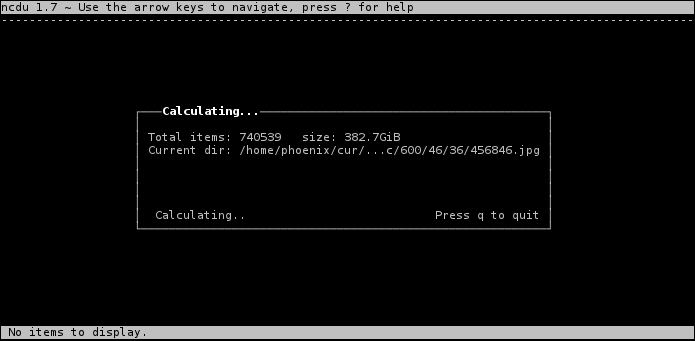 ncdu 1.7 ~ Use the arrow keys to navigate, press ? for help
Calculating...
Total items: 740539 size: 382.7GiB
Current dir: /home/phoenix/cur/...c/600/46/36/456846.jpg
Calculating.. Press q to quit
No items to display.